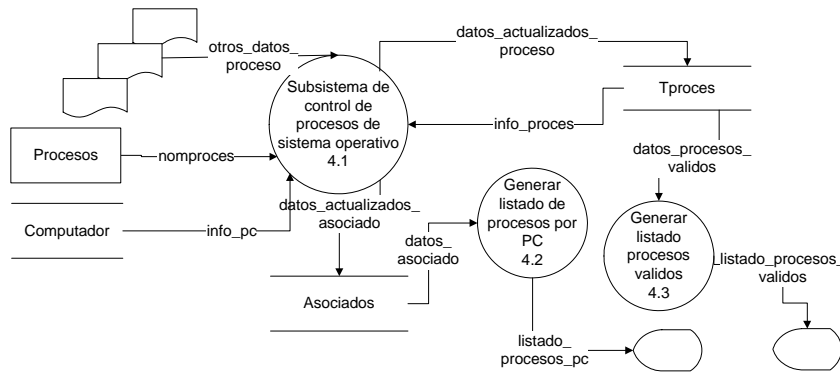 otros_datos_
proceso
datos_actualizados_
proceso
Subsistema de
control de
procesos de
sistema operativo
4.1
Tproces
info_proces
Procesos
nomproces
datos_procesos_
validos
Computador
info_pc
datos_actualizados_
asociado
datos_
asociado
Generar
listado de
procesos por
PC
4.2
Generar
listado
procesos
validos
4.3
listado_procesos_
validos
Asociados
listado_
procesos_pc